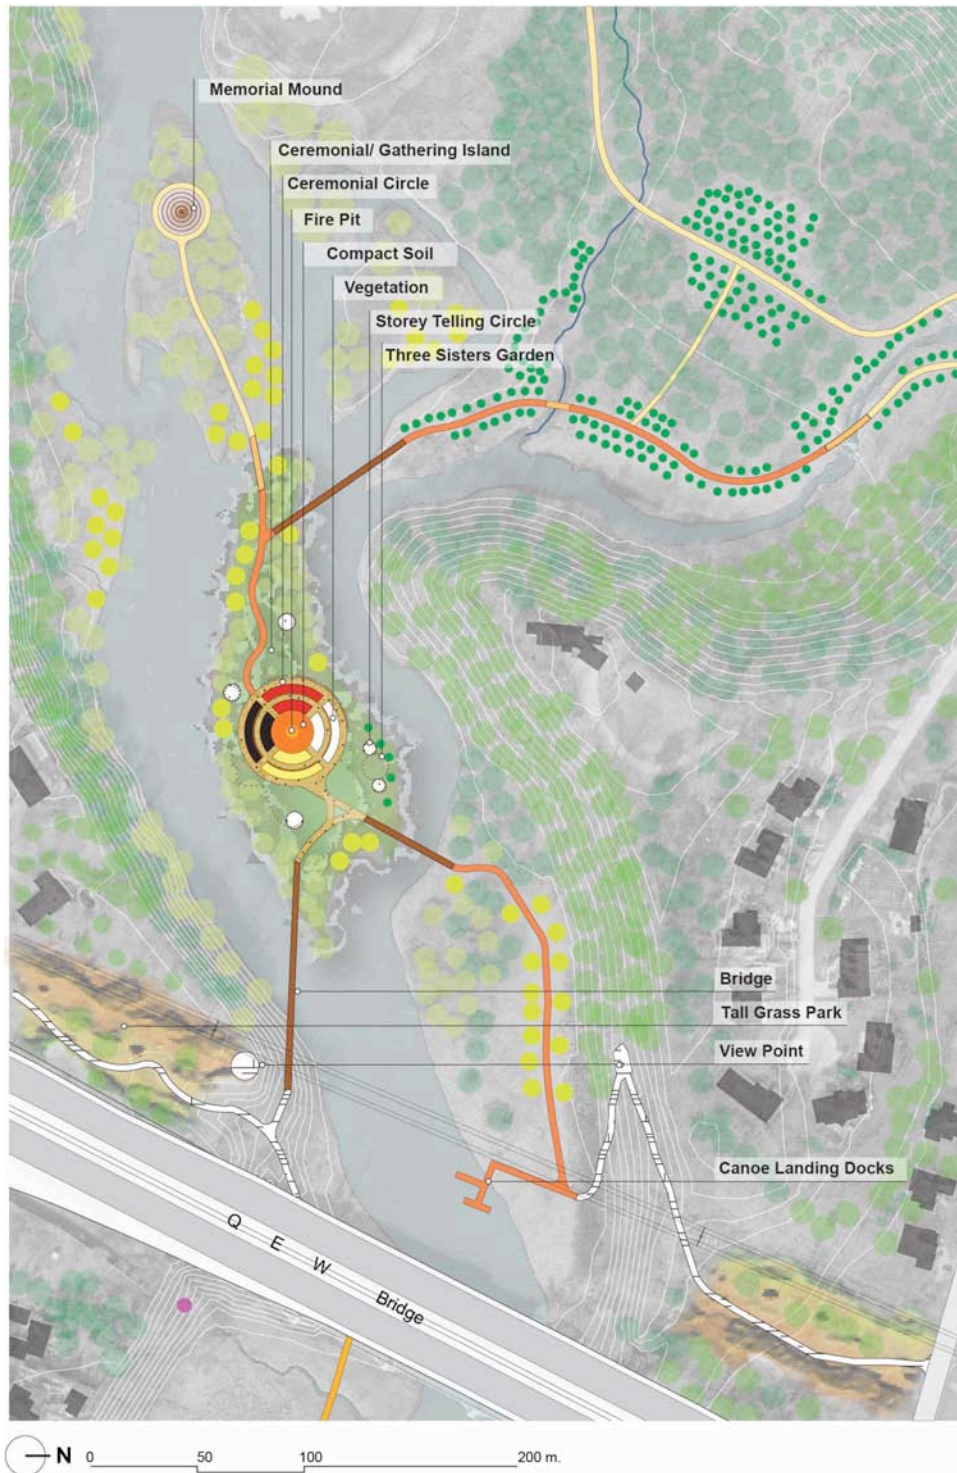 Memorial Mound
Ceremonial/ Gathering Island
Ceremonial Circle
Fire Pit
Compact Soil
Vegetation
Storey Telling Circle
Three Sisters Garden
Bridge
Tall Grass Park
View Point
Canoe Landing Docks
Q E W Bridge
N 0 50 100 200 m.